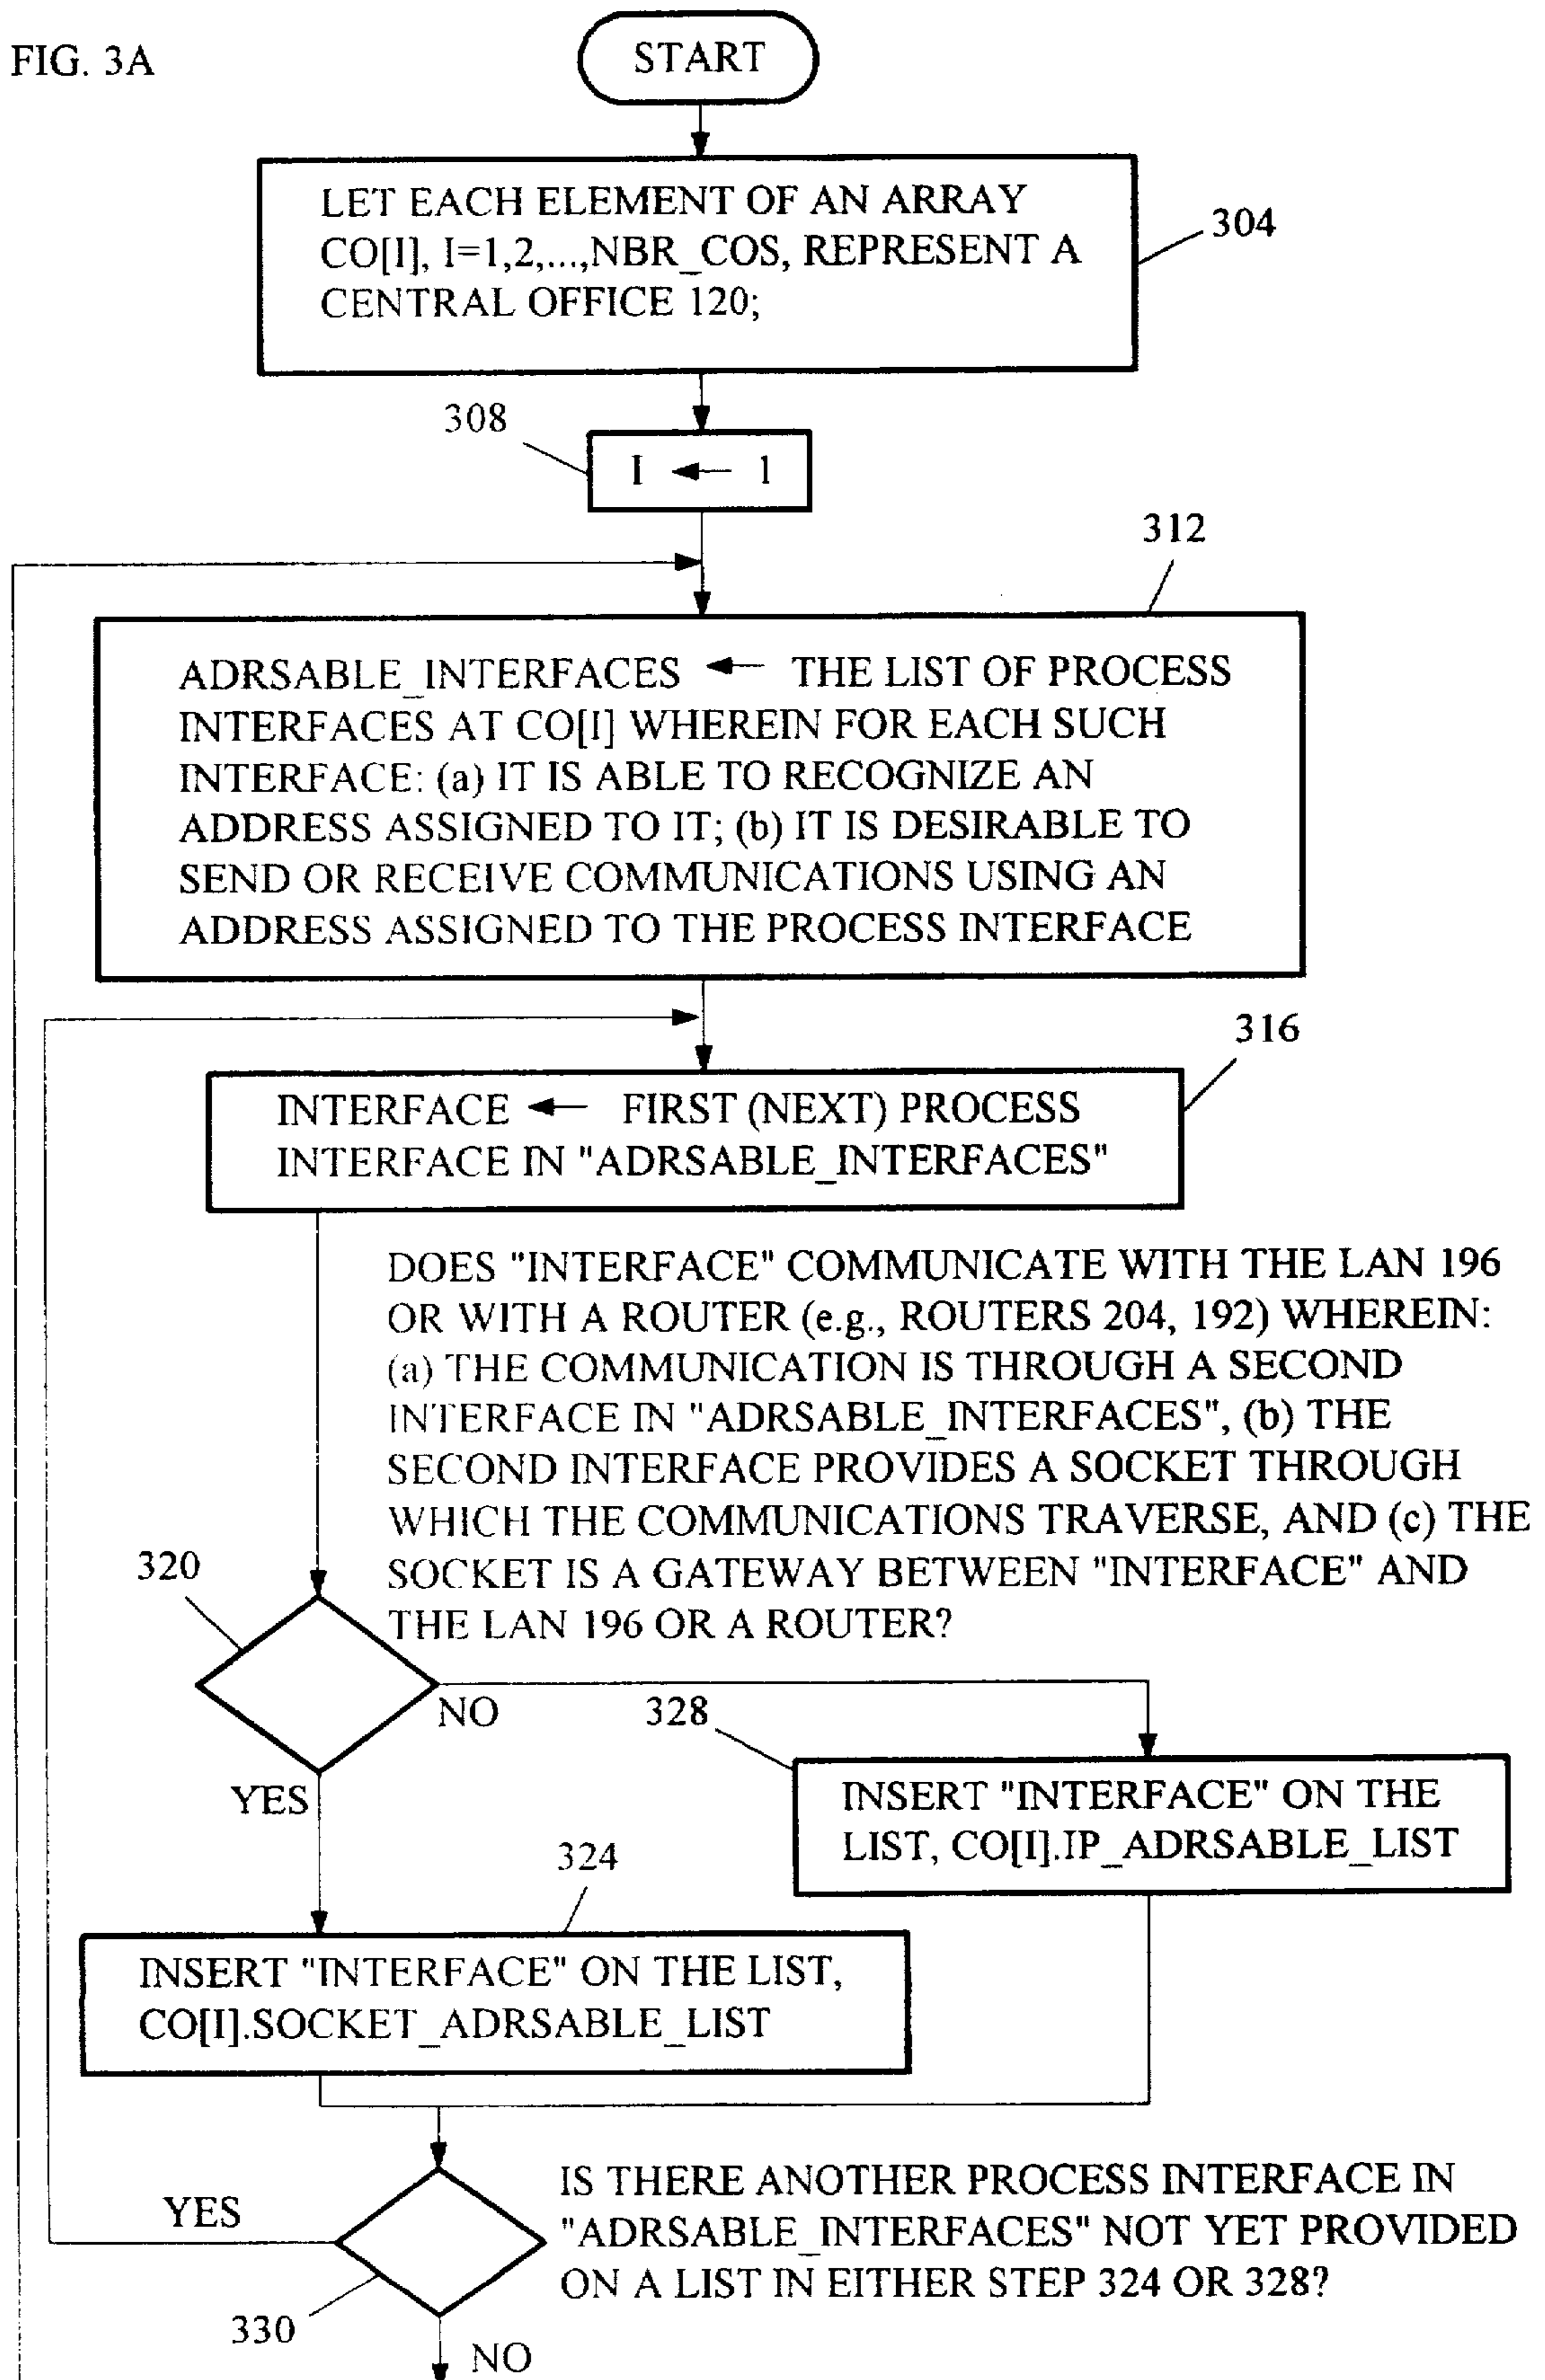 FIG. 3A
START
LET EACH ELEMENT OF AN ARRAY
CO[I], I=1,2,...,NBR_COS, REPRESENT A
CENTRAL OFFICE 120;
304
308
I ← 1
312
ADRSABLE_INTERFACES ← THE LIST OF PROCESS
INTERFACES AT CO[I] WHEREIN FOR EACH SUCH
INTERFACE: (a) IT IS ABLE TO RECOGNIZE AN
ADDRESS ASSIGNED TO IT; (b) IT IS DESIRABLE TO
SEND OR RECEIVE COMMUNICATIONS USING AN
ADDRESS ASSIGNED TO THE PROCESS INTERFACE
316
INTERFACE ← FIRST (NEXT) PROCESS
INTERFACE IN "ADRSABLE_INTERFACES"
DOES "INTERFACE" COMMUNICATE WITH THE LAN 196
OR WITH A ROUTER (e.g., ROUTERS 204, 192) WHEREIN:
(a) THE COMMUNICATION IS THROUGH A SECOND
INTERFACE IN "ADRSABLE_INTERFACES", (b) THE
SECOND INTERFACE PROVIDES A SOCKET THROUGH
WHICH THE COMMUNICATIONS TRAVERSE, AND (c) THE
SOCKET IS A GATEWAY BETWEEN "INTERFACE" AND
THE LAN 196 OR A ROUTER?
320
NO
YES
328
INSERT "INTERFACE" ON THE
LIST, CO[I].IP_ADRSABLE_LIST
324
INSERT "INTERFACE" ON THE LIST,
CO[I].SOCKET_ADRSABLE_LIST
YES
IS THERE ANOTHER PROCESS INTERFACE IN
"ADRSABLE_INTERFACES" NOT YET PROVIDED
ON A LIST IN EITHER STEP 324 OR 328?
330
NO